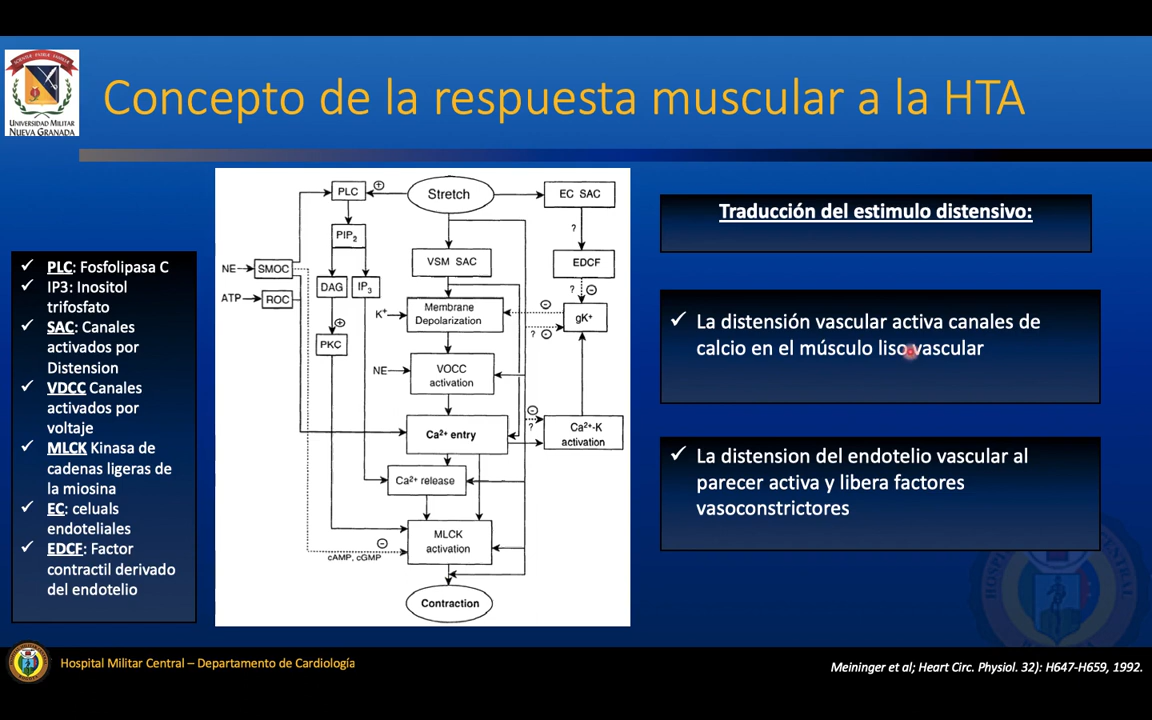 SCIENTIÆ PATRIÆ FAMILIÆ
UNIVERSIDAD MILITAR
NUEVA GRANADA
Concepto de la respuesta muscular a la HTA
✓ PLC: Fosfolipasa C
✓ IP3: Inositol
trifosfato
✓ SAC: Canales
activados por
Distension
✓ VDCC Canales
activados por
voltaje
✓ MLCK Kinasa de
cadenas ligeras de
la miosina
✓ EC: celuals
endoteliales
✓ EDCF: Factor
contractil derivado
del endotelio
PLC
+
Stretch
EC SAC
?
PIP2
VSM SAC
EDCF
NE
SMOC
DAG
IP3
?
-
ATP
ROC
K+
Membrane
Depolarization
-
gK+
+
? -
PKC
NE
VOCC
activation
-
?
Ca2+ entry
Ca2+-K
activation
Ca2+ release
MLCK
activation
-
cAMP, cGMP
Contraction
Traducción del estimulo distensivo:
✓ La distensión vascular activa canales de
calcio en el músculo liso vascular
✓ La distension del endotelio vascular al
parecer activa y libera factores
vasoconstrictores
HOSPITAL MILITAR CENTRAL
Hospital Militar Central – Departamento de Cardiología
Meininger et al; Heart Circ. Physiol. 32): H647-H659, 1992.